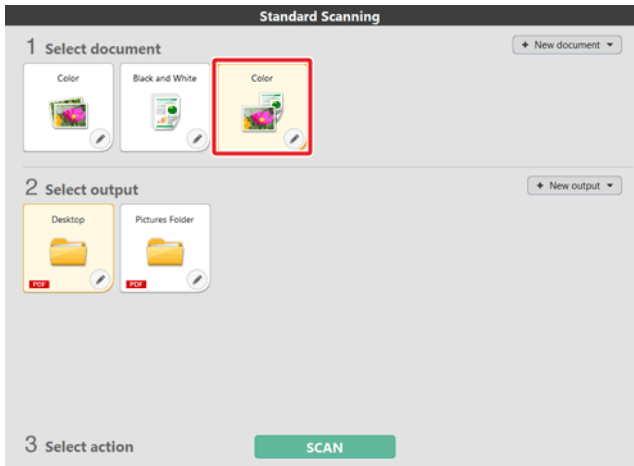 Standard Scanning
1 Select document
+ New document
Color
Black and White
Color
2 Select output
+ New output
Desktop
Pictures Folder
PDF
PDF
3 Select action
SCAN